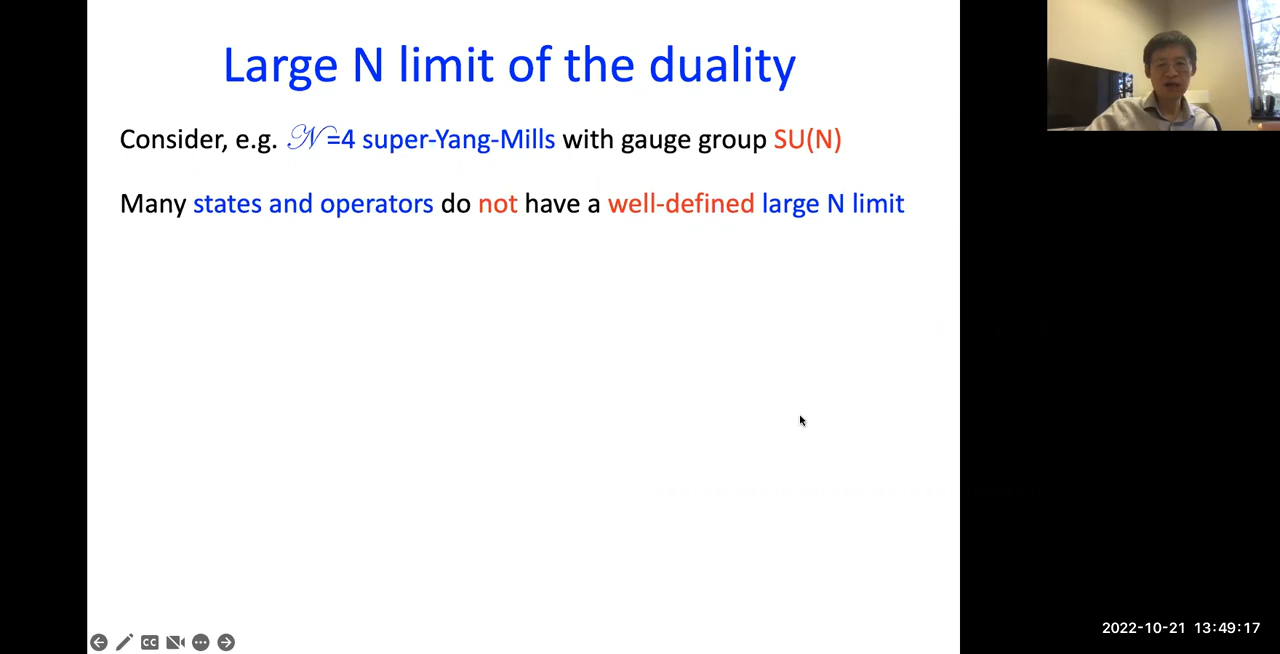 Large N limit of the duality
Consider, e.g. 𝒩=4 super-Yang-Mills with gauge group SU(N)
Many states and operators do not have a well-defined large N limit
CC
2022-10-21 13:49:17